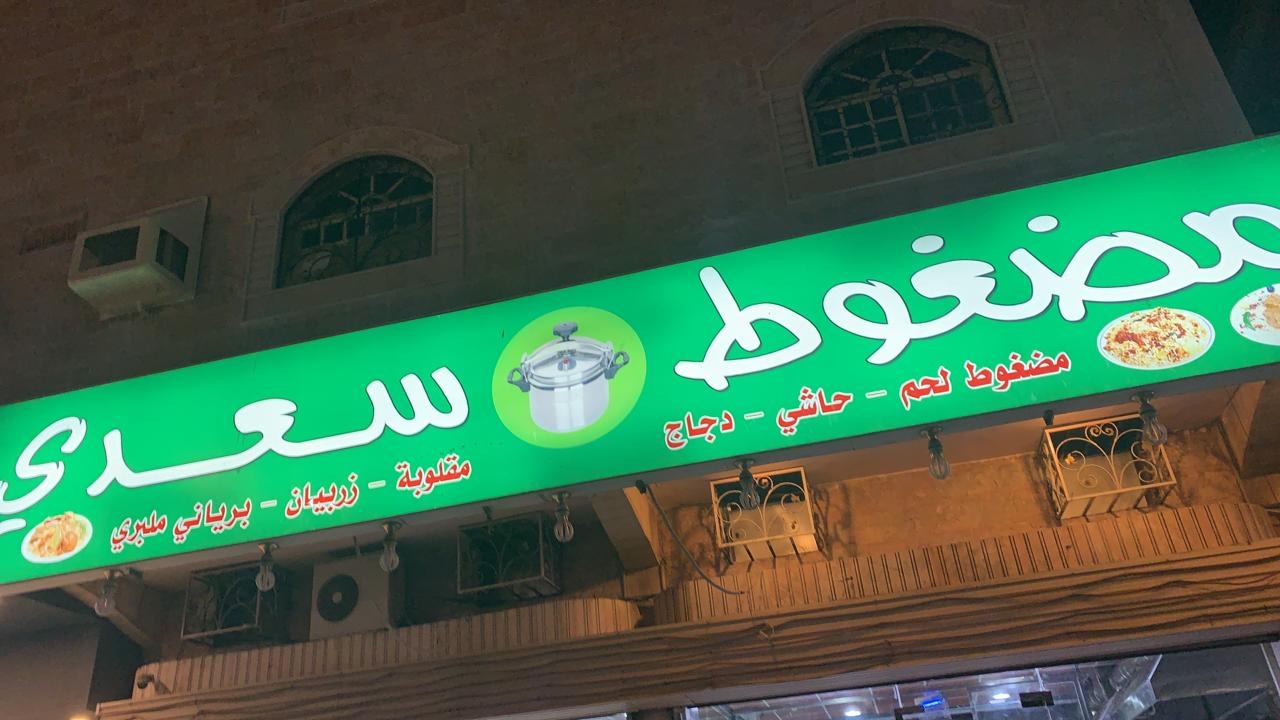 مضغوط سعدي
مضغوط لحم - حاشي - دجاج
مقلوبة - زربيان - برياني ملبري